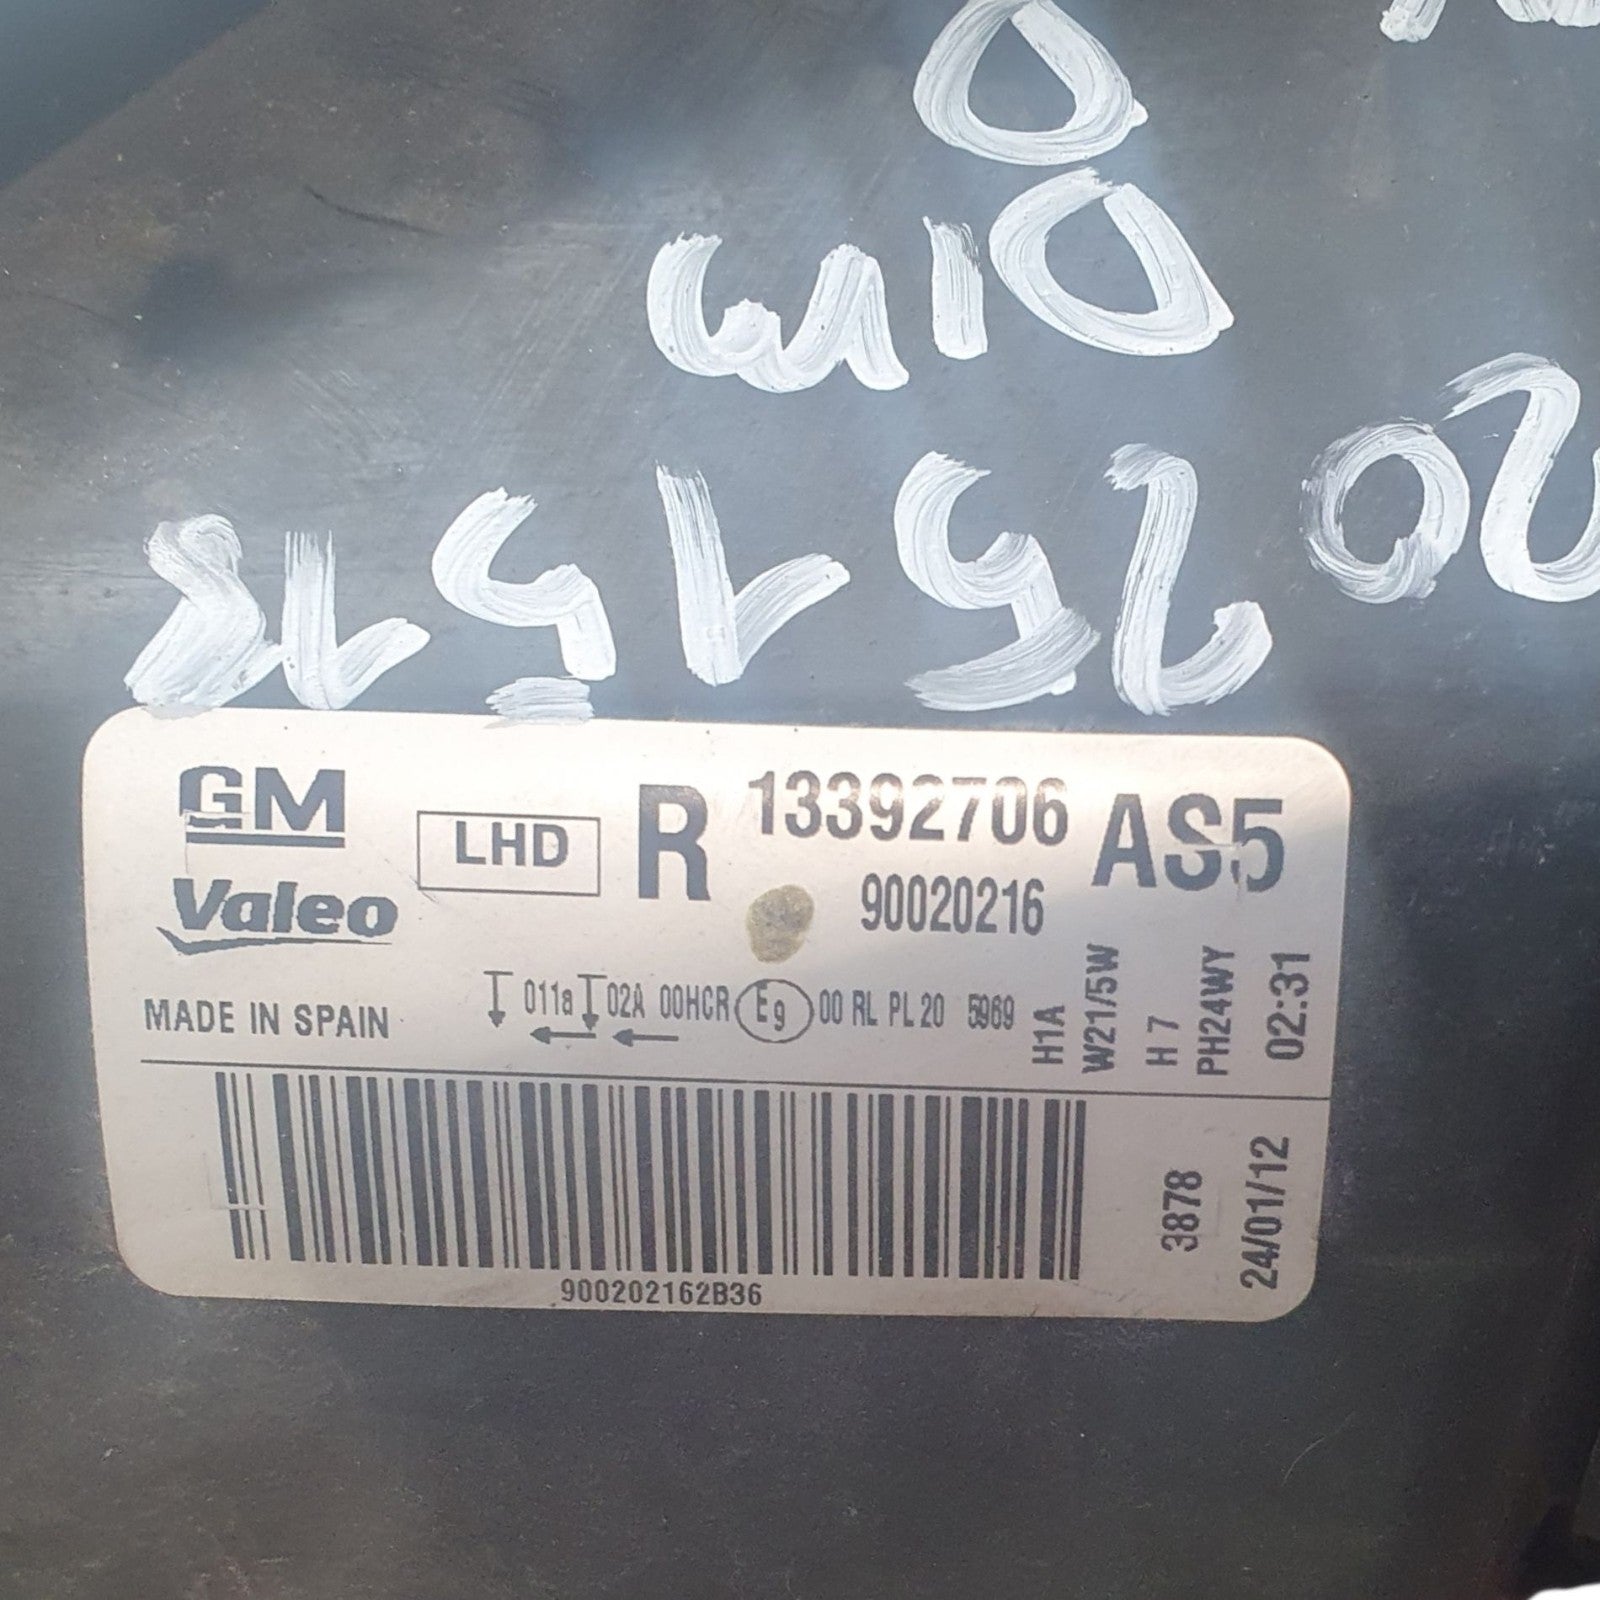 GM
Valeo
LHD
R
13392706
AS5
90020216
MADE IN SPAIN
011a 02A 00HCR E9 00 RL PL 20 5969
H1A
W21/5W
H7
PH24WY
02:31
3878
24/01/12
900202162B36